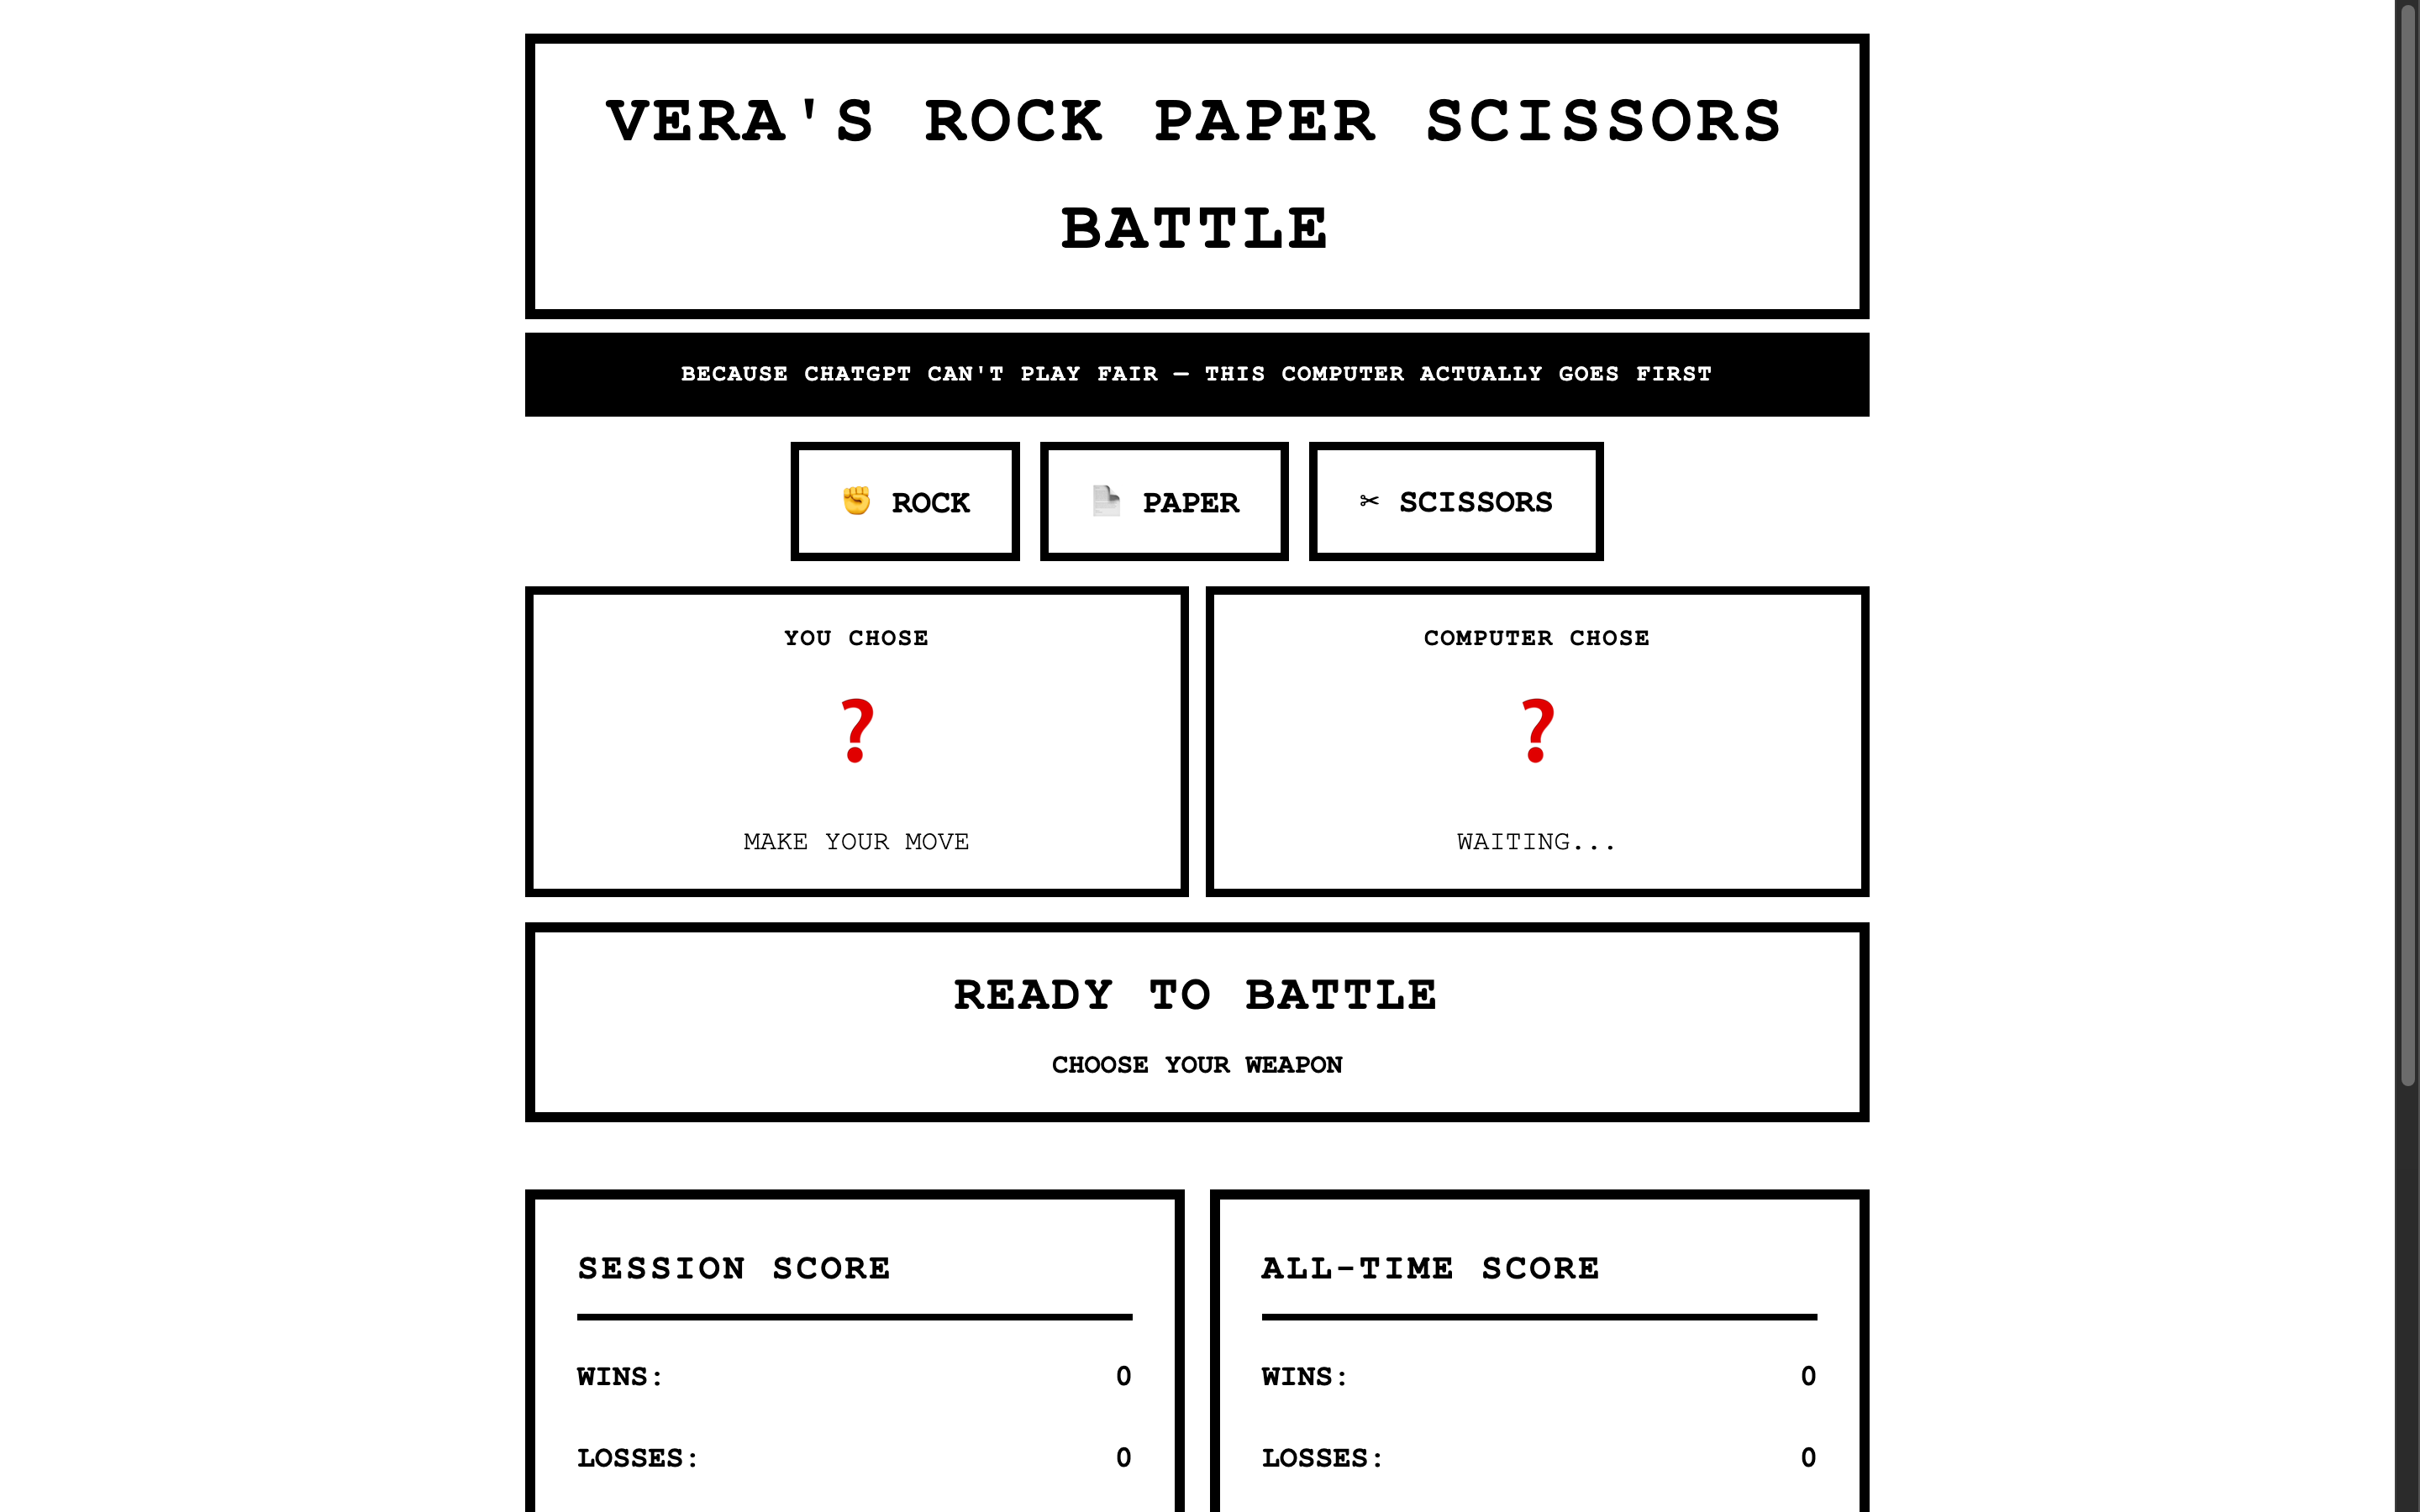 VERA'S ROCK PAPER SCISSORS
BATTLE
BECAUSE CHATGPT CAN'T PLAY FAIR — THIS COMPUTER ACTUALLY GOES FIRST
✊ ROCK
📄 PAPER
✂ SCISSORS
YOU CHOSE
?
MAKE YOUR MOVE
COMPUTER CHOSE
?
WAITING...
READY TO BATTLE
CHOOSE YOUR WEAPON
SESSION SCORE
WINS: 0
LOSSES: 0
ALL-TIME SCORE
WINS: 0
LOSSES: 0